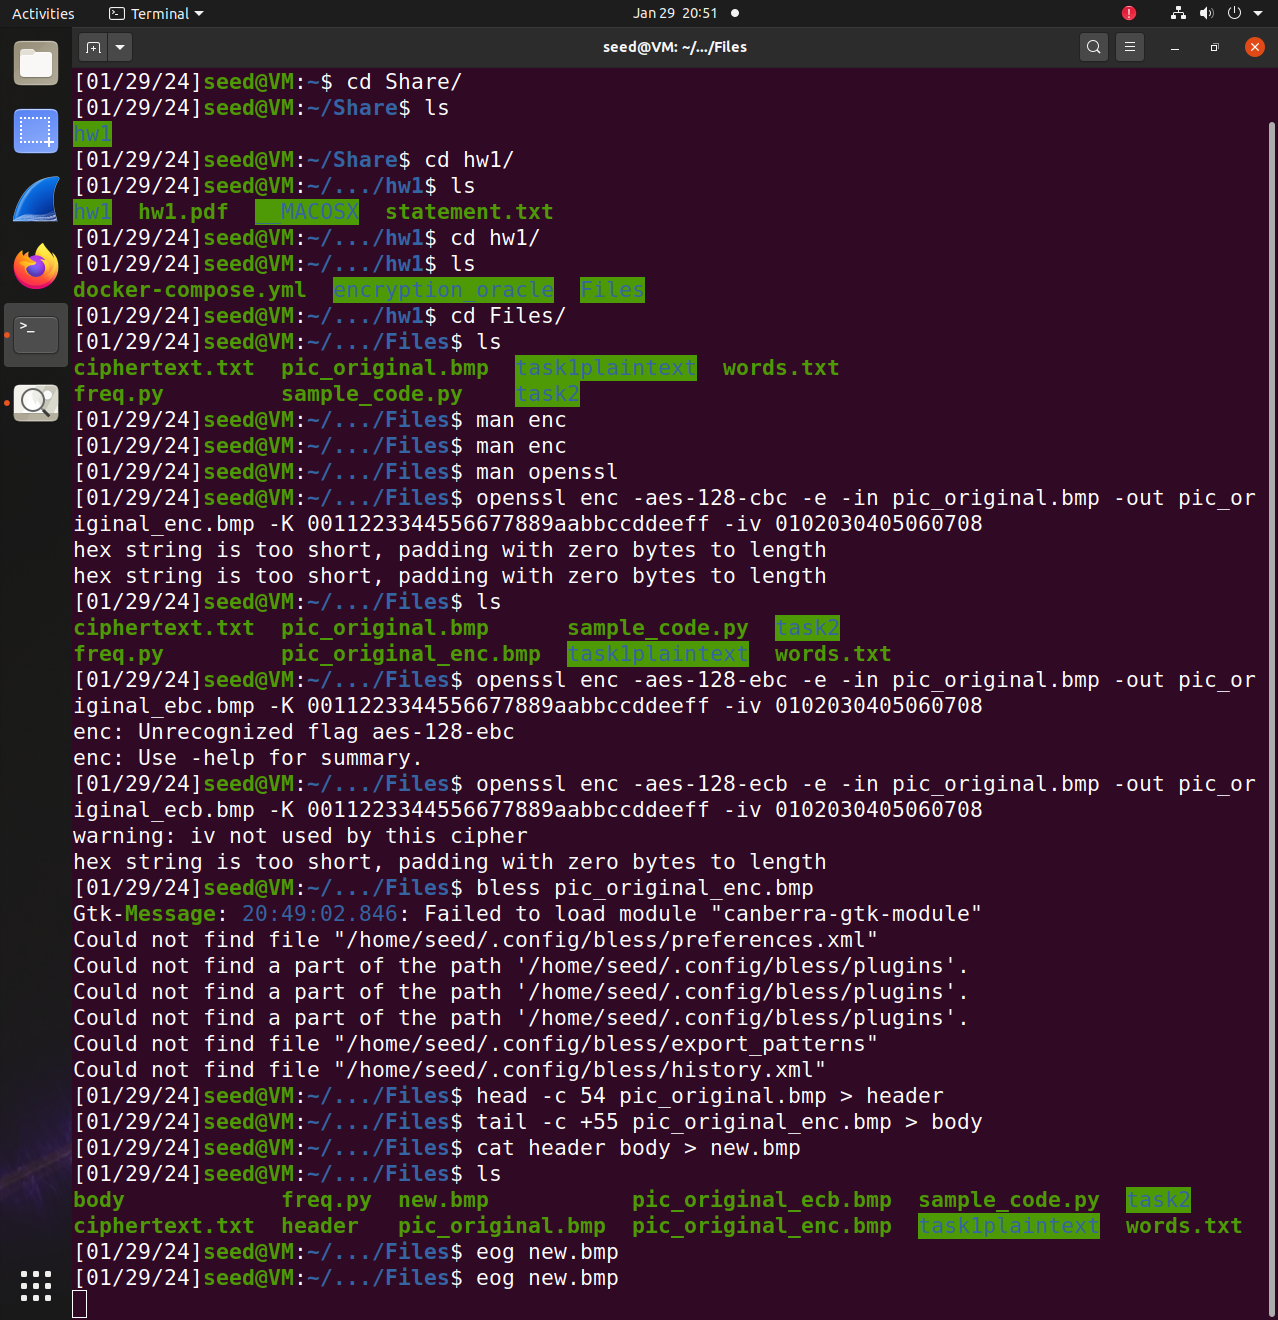 Activities
Terminal
Jan 29 20:51
seed@VM: ~/.../Files
[01/29/24]seed@VM:~$ cd Share/
[01/29/24]seed@VM:~/Share$ ls
hw1
[01/29/24]seed@VM:~/Share$ cd hw1/
[01/29/24]seed@VM:~/.../hw1$ ls
hw1  hw1.pdf  __MACOSX  statement.txt
[01/29/24]seed@VM:~/.../hw1$ cd hw1/
[01/29/24]seed@VM:~/.../hw1$ ls
docker-compose.yml  encryption_oracle  Files
[01/29/24]seed@VM:~/.../hw1$ cd Files/
[01/29/24]seed@VM:~/.../Files$ ls
ciphertext.txt  pic_original.bmp  task1plaintext  words.txt
freq.py         sample_code.py    task2
[01/29/24]seed@VM:~/.../Files$ man enc
[01/29/24]seed@VM:~/.../Files$ man enc
[01/29/24]seed@VM:~/.../Files$ man openssl
[01/29/24]seed@VM:~/.../Files$ openssl enc -aes-128-cbc -e -in pic_original.bmp -out pic_or
iginal_enc.bmp -K 0011223344556677889aabbccddeeff -iv 0102030405060708
hex string is too short, padding with zero bytes to length
hex string is too short, padding with zero bytes to length
[01/29/24]seed@VM:~/.../Files$ ls
ciphertext.txt  pic_original.bmp      sample_code.py  task2
freq.py         pic_original_enc.bmp  task1plaintext  words.txt
[01/29/24]seed@VM:~/.../Files$ openssl enc -aes-128-ebc -e -in pic_original.bmp -out pic_or
iginal_ebc.bmp -K 0011223344556677889aabbccddeeff -iv 0102030405060708
enc: Unrecognized flag aes-128-ebc
enc: Use -help for summary.
[01/29/24]seed@VM:~/.../Files$ openssl enc -aes-128-ecb -e -in pic_original.bmp -out pic_or
iginal_ecb.bmp -K 0011223344556677889aabbccddeeff -iv 0102030405060708
warning: iv not used by this cipher
hex string is too short, padding with zero bytes to length
[01/29/24]seed@VM:~/.../Files$ bless pic_original_enc.bmp
Gtk-Message: 20:49:02.846: Failed to load module "canberra-gtk-module"
Could not find file "/home/seed/.config/bless/preferences.xml"
Could not find a part of the path '/home/seed/.config/bless/plugins'.
Could not find a part of the path '/home/seed/.config/bless/plugins'.
Could not find a part of the path '/home/seed/.config/bless/plugins'.
Could not find file "/home/seed/.config/bless/export_patterns"
Could not find file "/home/seed/.config/bless/history.xml"
[01/29/24]seed@VM:~/.../Files$ head -c 54 pic_original.bmp > header
[01/29/24]seed@VM:~/.../Files$ tail -c +55 pic_original_enc.bmp > body
[01/29/24]seed@VM:~/.../Files$ cat header body > new.bmp
[01/29/24]seed@VM:~/.../Files$ ls
body            freq.py  new.bmp           pic_original_ecb.bmp  sample_code.py  task2
ciphertext.txt  header   pic_original.bmp  pic_original_enc.bmp  task1plaintext  words.txt
[01/29/24]seed@VM:~/.../Files$ eog new.bmp
[01/29/24]seed@VM:~/.../Files$ eog new.bmp